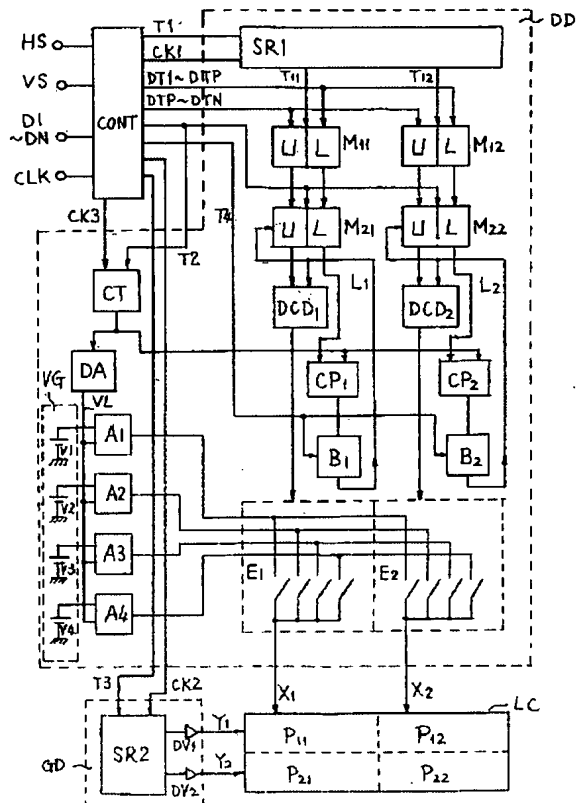 DD
HS
VS
D1
~DN
CLK
CONT
T1
CK1
DT1~DTP
DTP~DTN
SR1
T11
T12
U
L
M11
U
L
M12
CK3
T2
T4
U
L
M21
U
L
M22
CT
DCD1
L1
DCD2
L2
DA
CP1
CP2
VG
VL
A1
V1
B1
B2
A2
V2
A3
V3
A4
V4
E1
E2
T3
CK2
X1
X2
LC
GD
SR2
DV1
Y1
DV2
Y2
P11
P12
P21
P22